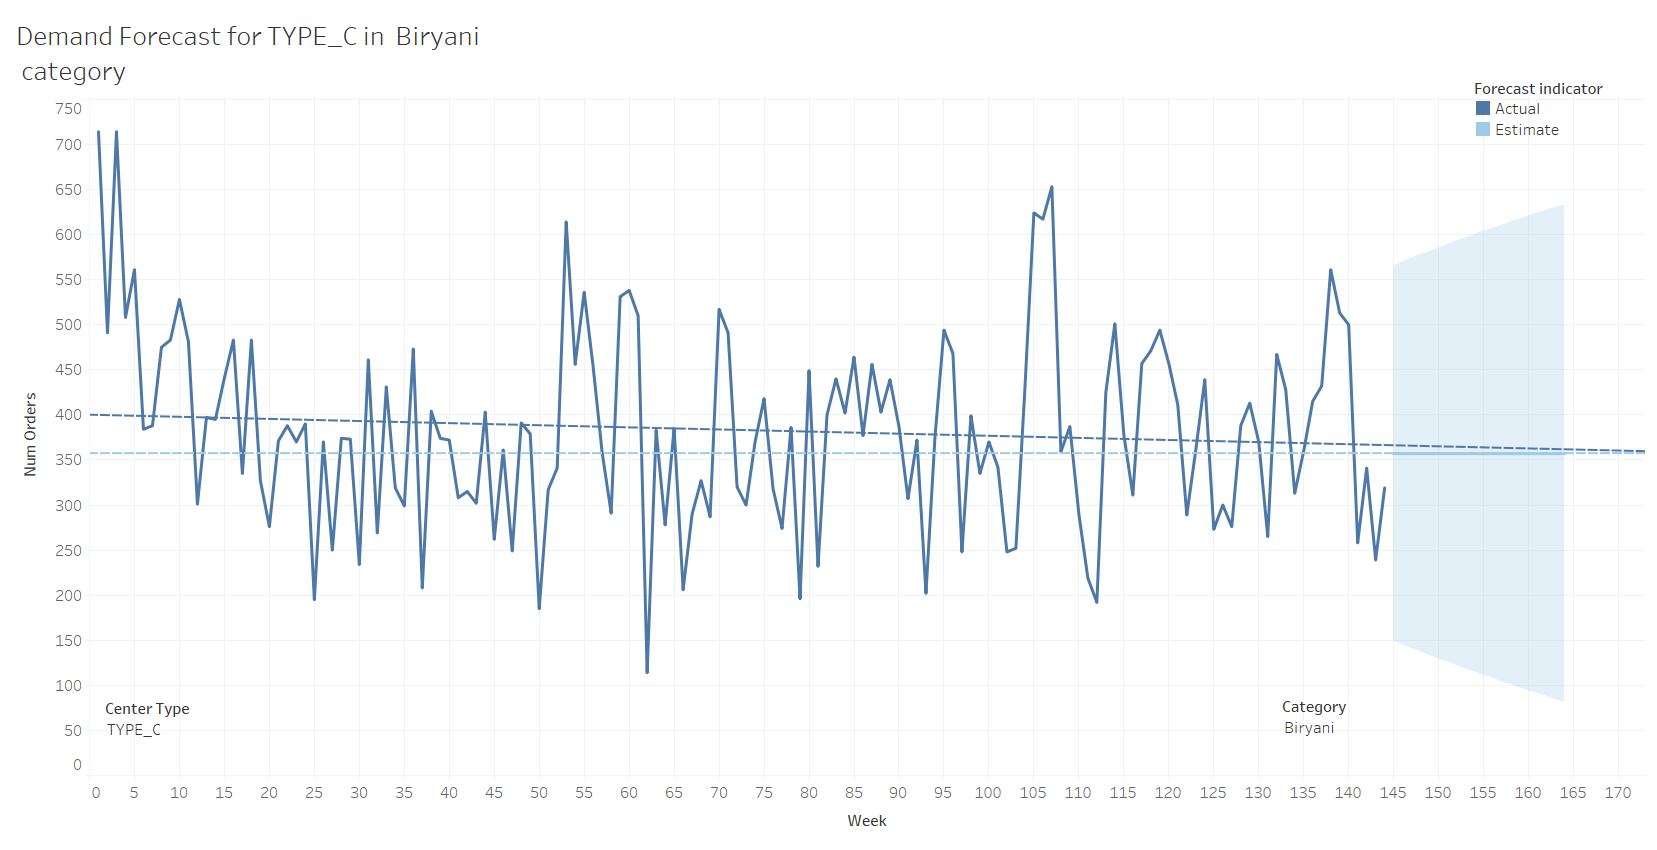 Demand Forecast for TYPE_C in Biryani
category
Forecast indicator
Actual
Estimate
750
700
650
600
550
500
450
400
350
300
250
200
150
100
50
0
Num Orders
Center Type
TYPE_C
Category
Biryani
0 5 10 15 20 25 30 35 40 45 50 55 60 65 70 75 80 85 90 95 100 105 110 115 120 125 130 135 140 145 150 155 160 165 170
Week